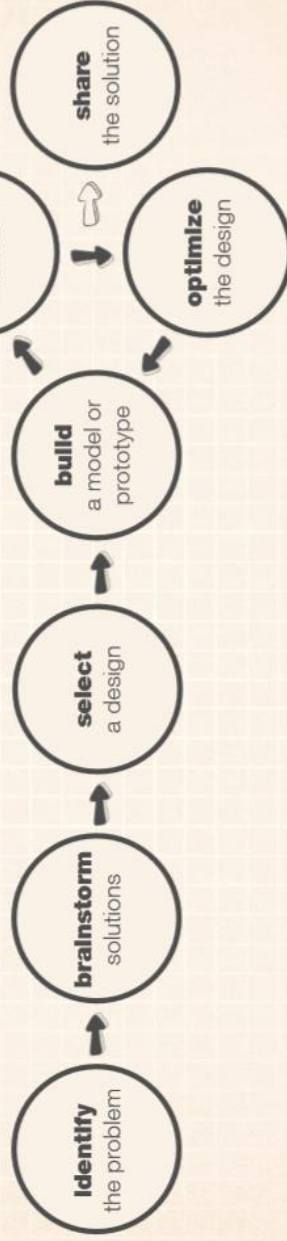 identify
the problem
brainstorm
solutions
select
a design
build
a model or
prototype
optimize
the design
share
the solution